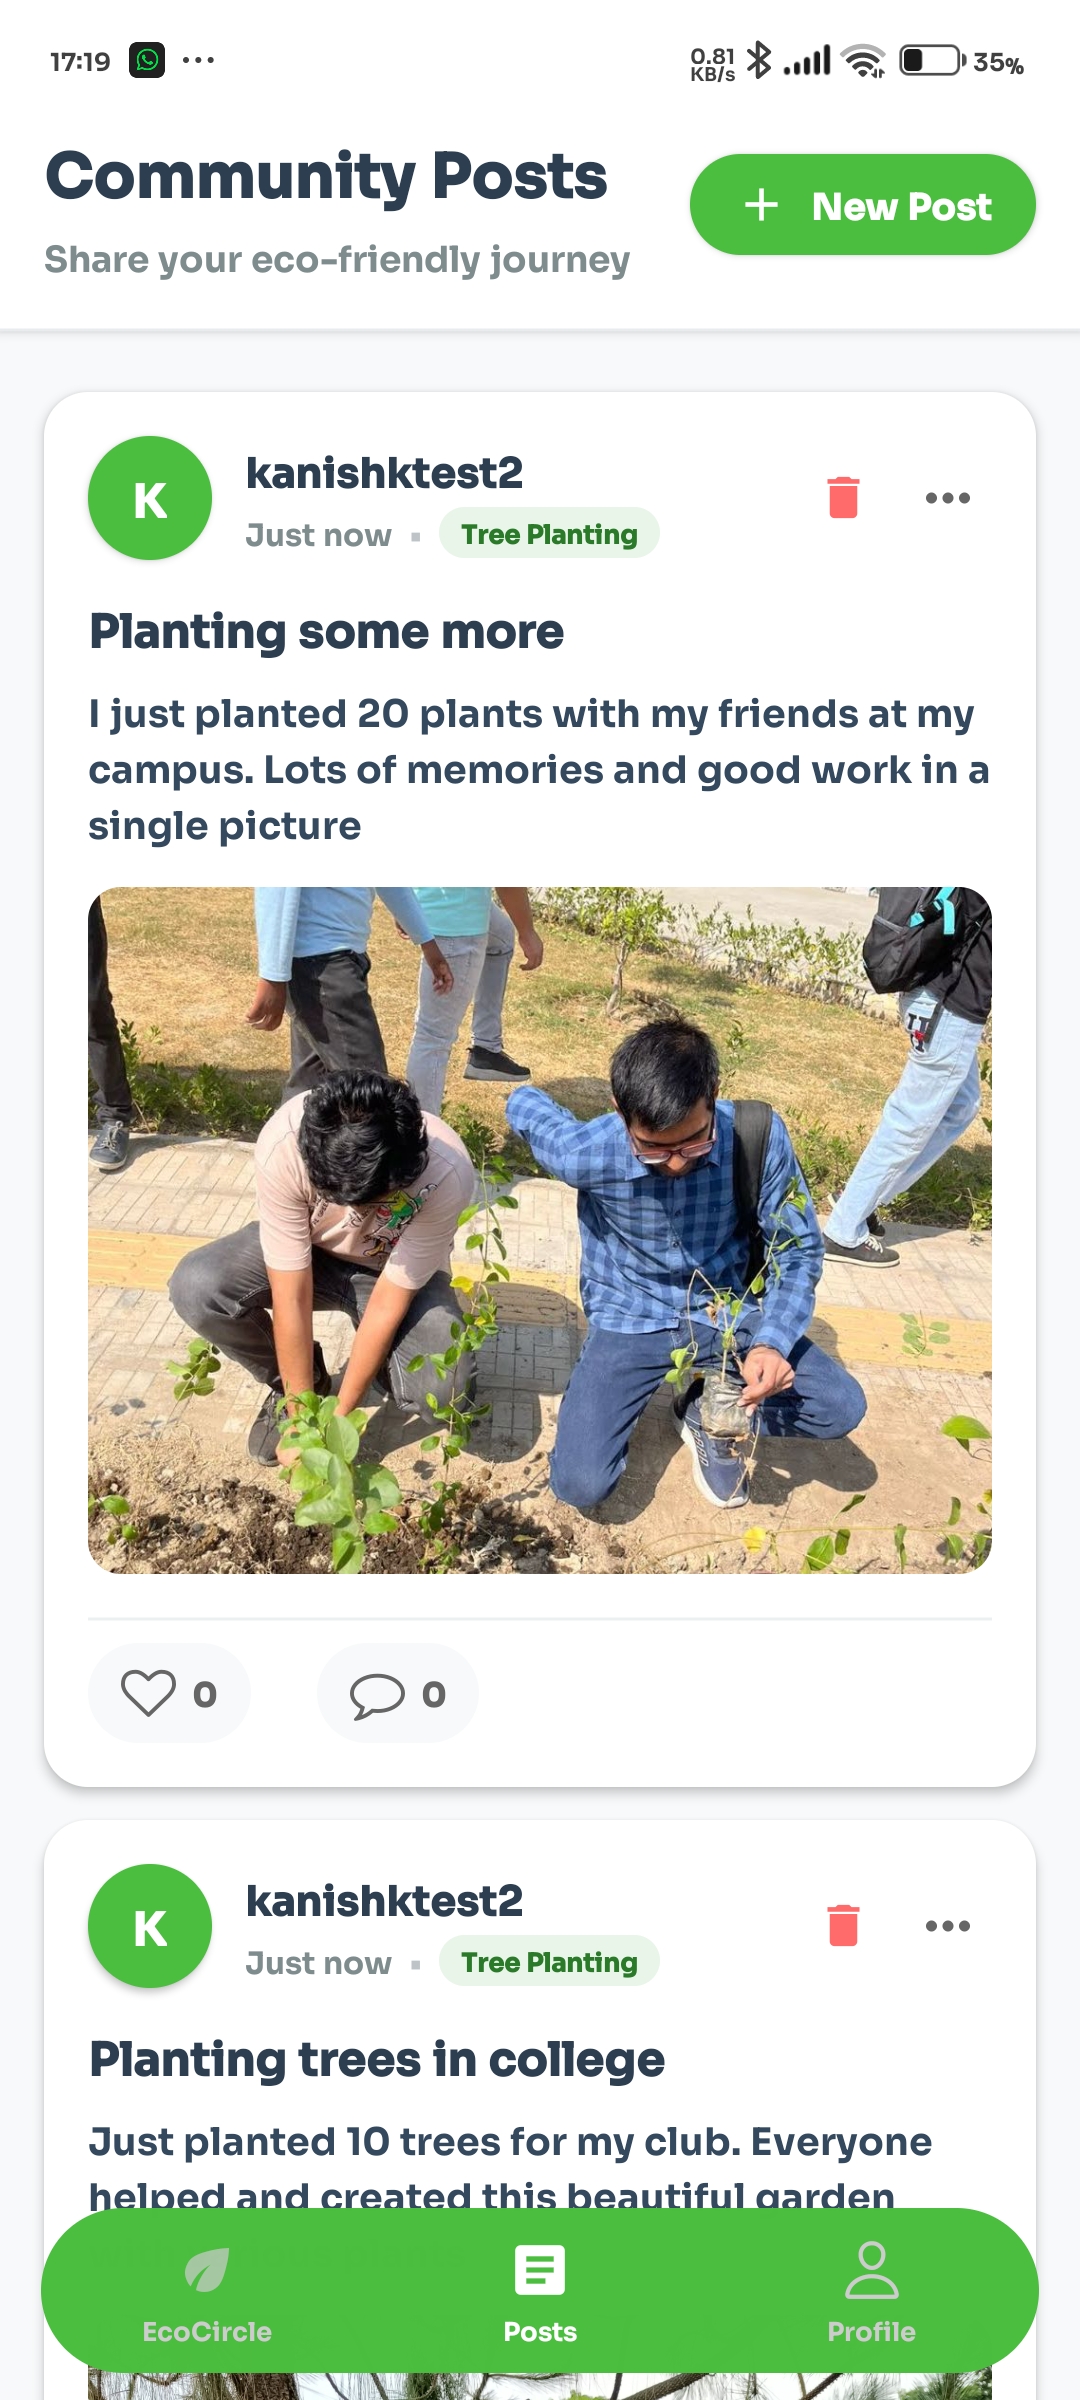 17:19
0.81
KB/s
35%
Community Posts
Share your eco-friendly journey
+ New Post
K
kanishktest2
Just now
Tree Planting
Planting some more
I just planted 20 plants with my friends at my
campus. Lots of memories and good work in a
single picture
0
0
K
kanishktest2
Just now
Tree Planting
Planting trees in college
Just planted 10 trees for my club. Everyone
helped and created this beautiful garden
EcoCircle
Posts
Profile